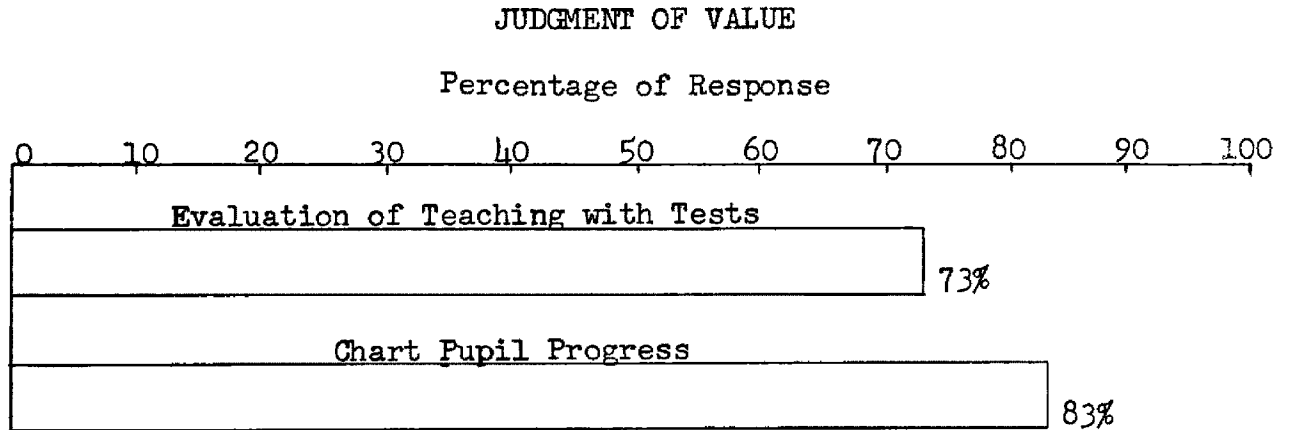 JUDGMENT OF VALUE
Percentage of Response
0 10 20 30 40 50 60 70 80 90 100
Evaluation of Teaching with Tests
73%
Chart Pupil Progress
83%